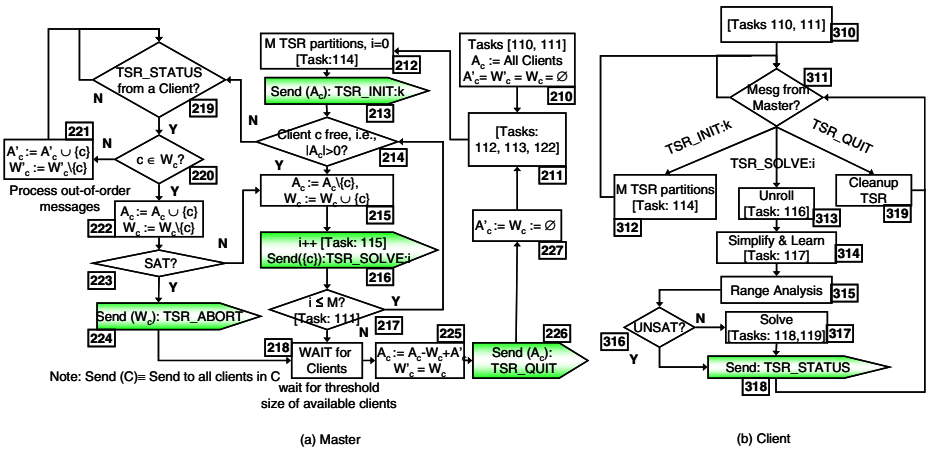 TSR_STATUS
from a Client?
219
N
Y
221
A'c := A'c ∪ {c}
W'c := W'c\{c}
N
c ∈ Wc?
220
Process out-of-order
messages
Y
Ac := Ac ∪ {c}
Wc := Wc\{c}
222
N
SAT?
223
Y
Send (Wc): TSR_ABORT
224
Note: Send (C)≡ Send to all clients in C
M TSR partitions, i=0
[Task:114]
212
Send (Ac): TSR_INIT:k
213
N
Client c free, i.e.,
|Ac|>0?
214
Y
Ac := Ac\{c},
Wc := Wc ∪ {c}
215
i++ [Task: 115]
Send({c}):TSR_SOLVE:i
216
i ≤ M?
[Task: 111]
Y
217
N
218
WAIT for
Clients
wait for threshold
size of available clients
225
Ac := Ac-Wc+A'c
W'c = Wc
226
Send (Ac):
TSR_QUIT
Tasks [110, 111]
Ac := All Clients
A'c= W'c = Wc = ∅
210
[Tasks:
112, 113, 122]
211
A'c := Wc := ∅
227
(a) Master
[Tasks 110, 111]
310
311
Mesg from
Master?
TSR_INIT:k
TSR_SOLVE:i
TSR_QUIT
M TSR partitions
[Task: 114]
312
Unroll
[Task: 116]
313
Cleanup
TSR
319
Simplify & Learn
[Task: 117]
314
Range Analysis
315
UNSAT?
316
N
Y
Solve
[Tasks: 118,119]
317
Send: TSR_STATUS
318
(b) Client